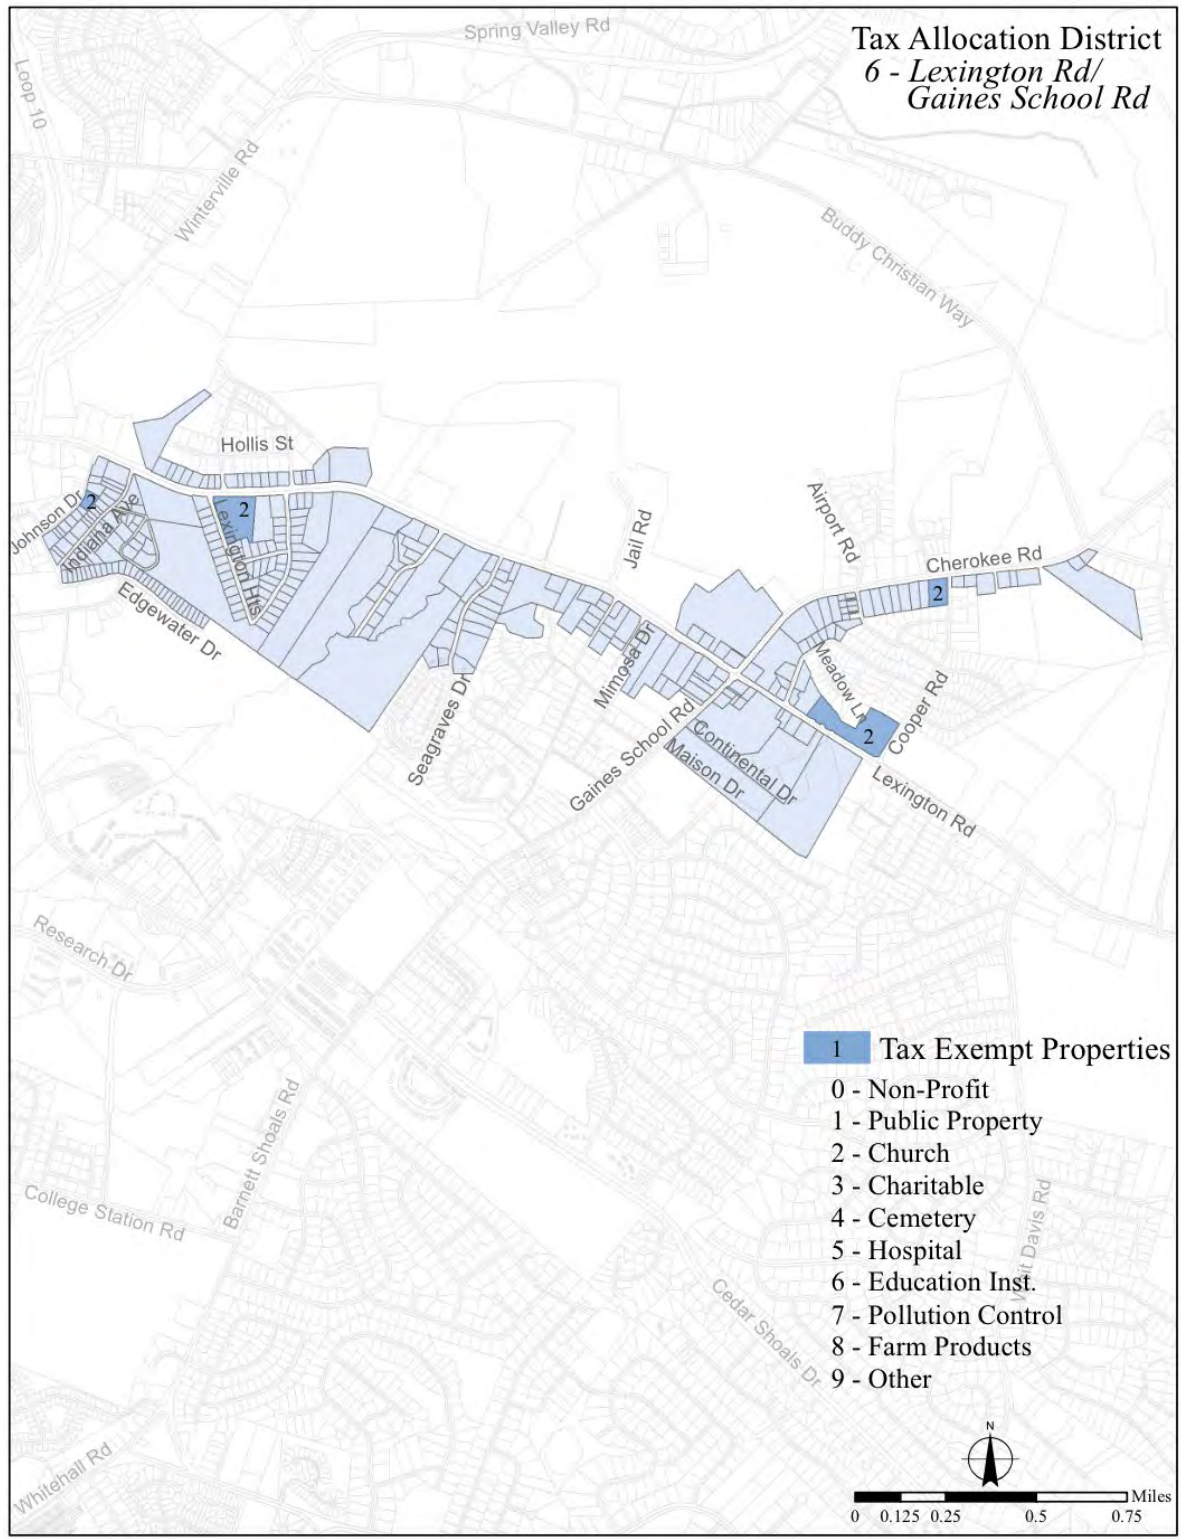 Tax Allocation District
6 - Lexington Rd/
Gaines School Rd
Spring Valley Rd
Loop 10
Winterville Rd
Buddy Christian Way
Hollis St
Johnson Dr
2
Indiana Ave
2
Lexington Hts
Edgewater Dr
Jail Rd
Airport Rd
Cherokee Rd
2
Mimosa Dr
Meadow Ln
Seagraves Dr
Gaines School Rd
Continental Dr
Maison Dr
2
Cooper Rd
Lexington Rd
Research Dr
Barnett Shoals Rd
College Station Rd
Cedar Shoals Dr
Davis Rd
Whitehall Rd
1 Tax Exempt Properties
0 - Non-Profit
1 - Public Property
2 - Church
3 - Charitable
4 - Cemetery
5 - Hospital
6 - Education Inst.
7 - Pollution Control
8 - Farm Products
9 - Other
N
Miles
0 0.125 0.25 0.5 0.75